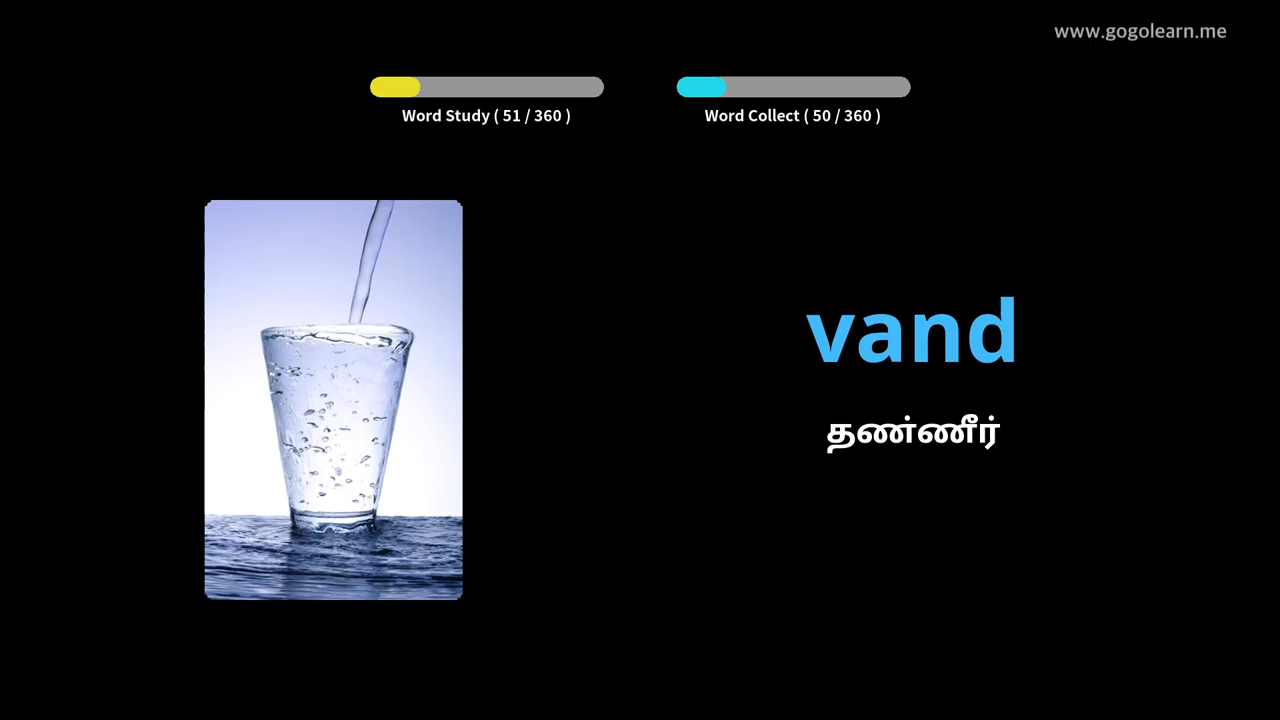 www.gogolearn.me
Word Study ( 51 / 360 )
Word Collect ( 50 / 360 )
vand
தண்ணீர்